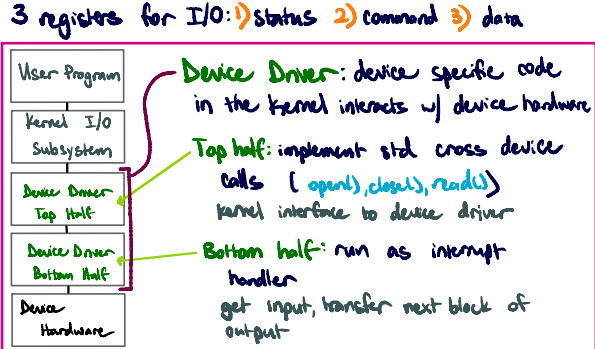 3 registers for I/O: 1) status 2) command 3) data
User Program
Kernel I/O
Subsystem
Device Driver
Top Half
Device Driver
Bottom Half
Device
Hardware
Device Driver: device specific code
in the kernel interacts w/ device hardware
Top half: implement std cross device
calls (open(), close(), read())
kernel interface to device driver
Bottom half: run as interrupt
handler
get input, transfer next block of
output